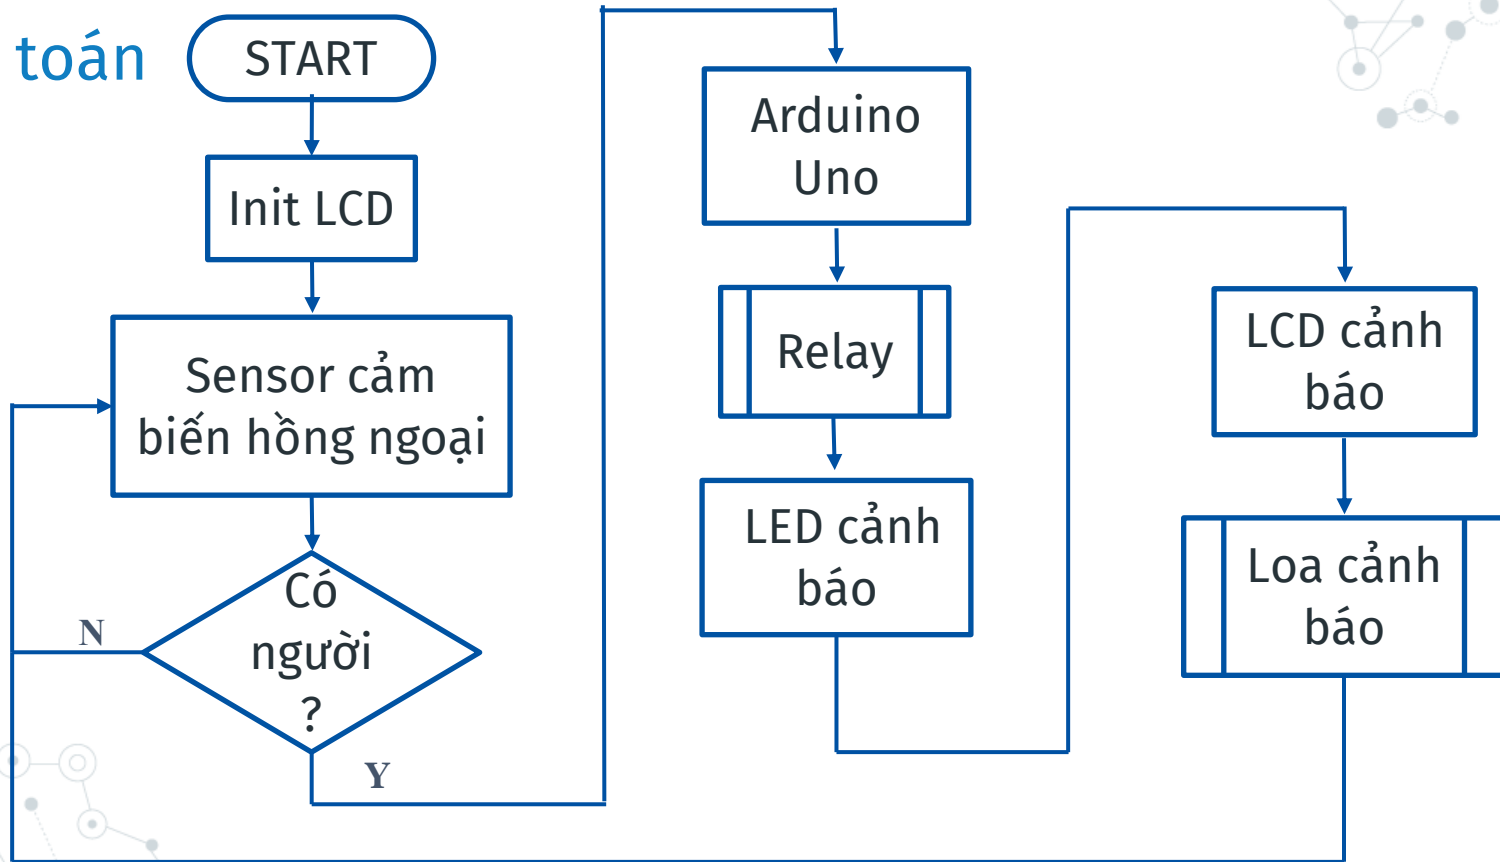 toán
START
Init LCD
Sensor cảm
biến hồng ngoại
Có
người
?
N
Y
Arduino
Uno
Relay
LED cảnh
báo
LCD cảnh
báo
Loa cảnh
báo